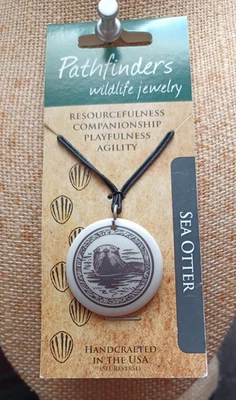 Pathfinders
wildlife jewelry
RESOURCEFULNESS
COMPANIONSHIP
PLAYFULNESS
AGILITY
SEA OTTER
HANDCRAFTED
IN THE USA
(SEE REVERSE)